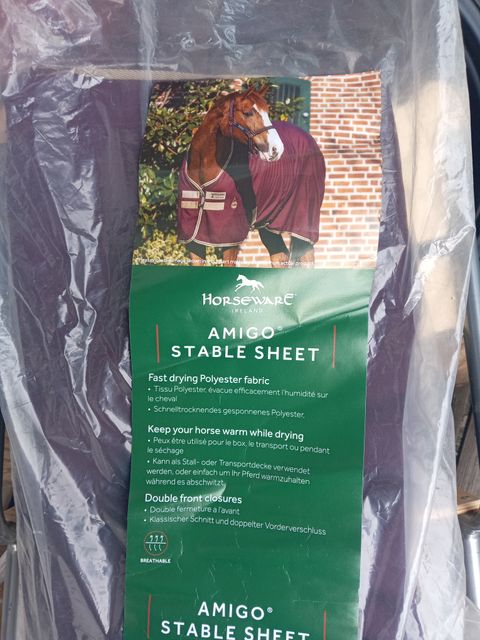 HORSEWARE®
IRELAND
AMIGO®
STABLE SHEET
Fast drying Polyester fabric
• Tissu Polyester, évacue efficacement l'humidité sur
le cheval
• Schnelltrocknendes gesponnenes Polyester,
Keep your horse warm while drying
• Peux être utilisé pour le box, le transport ou pendant
le séchage
• Kann als Stall- oder Transportdecke verwendet
werden, oder einfach um Ihr Pferd warmzuhalten
während es abschwitzt
Double front closures
• Double fermeture a l'avant
• Klassischer Schnitt und doppelter Vorderverschluss
BREATHABLE
AMIGO®
STABLE SHEET